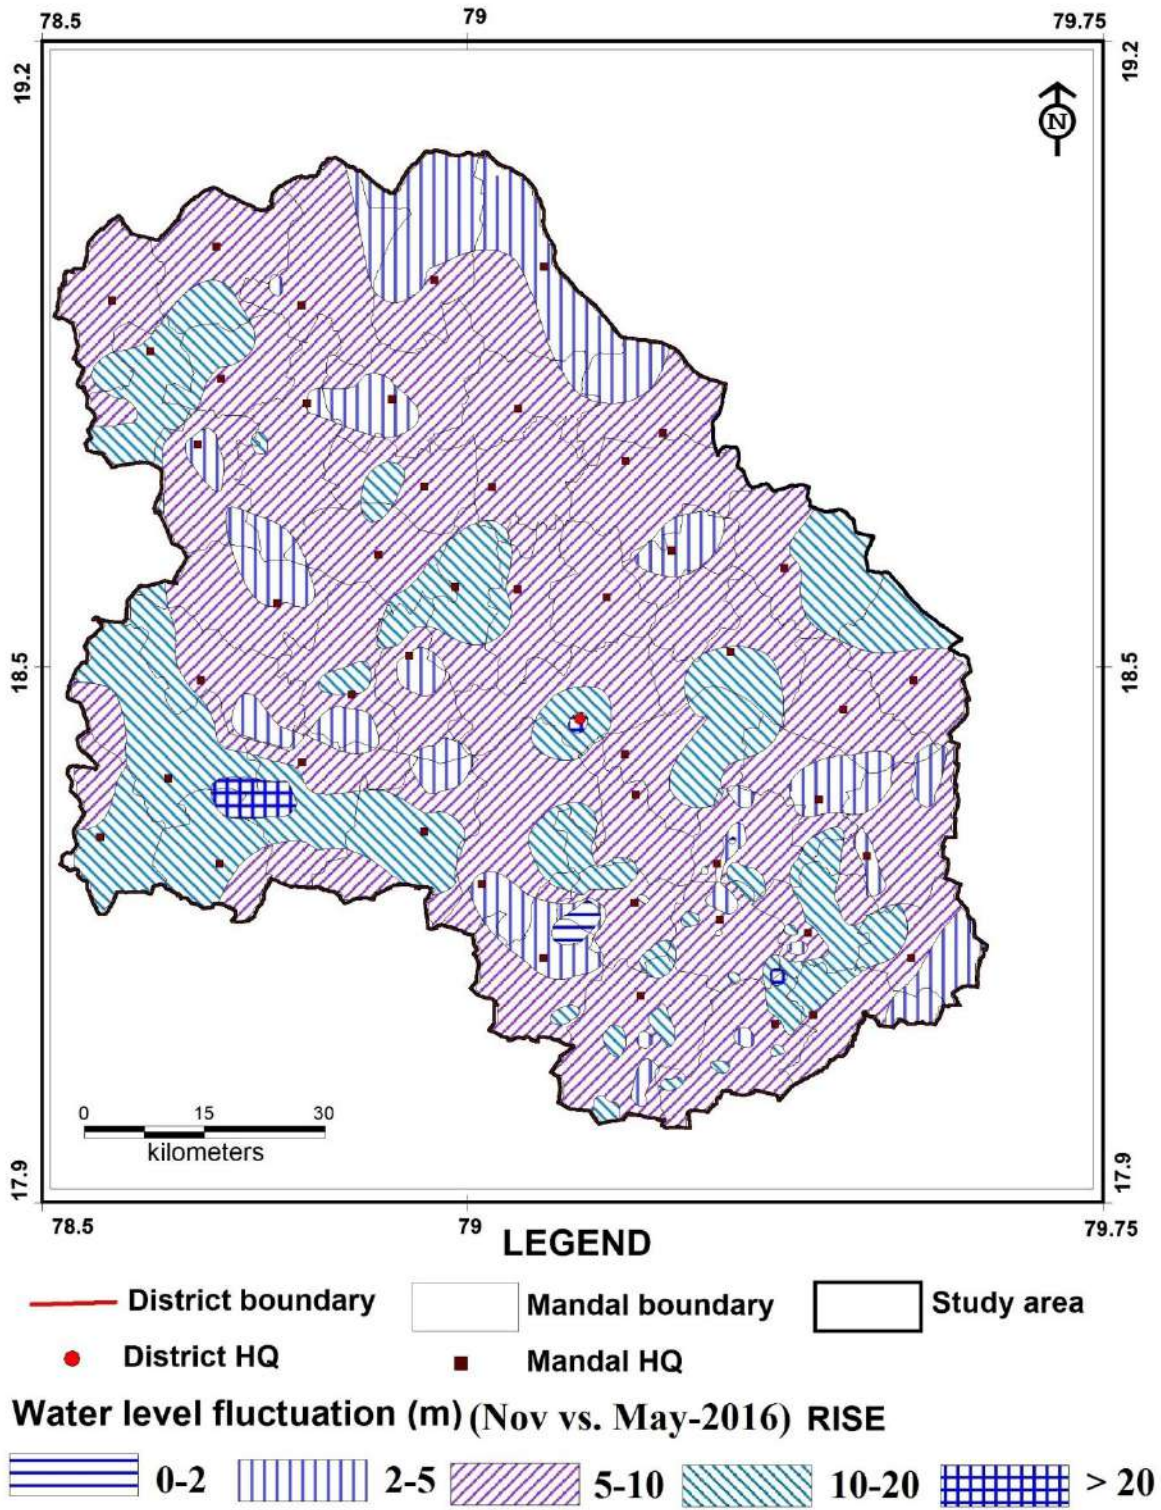 78.5 79 79.75
19.2 19.2
N
18.5 18.5
0 15 30
kilometers
17.9 17.9
78.5 79 79.75
LEGEND
District boundary Mandal boundary Study area
District HQ Mandal HQ
Water level fluctuation (m) (Nov vs. May-2016) RISE
0-2 2-5 5-10 10-20 > 20